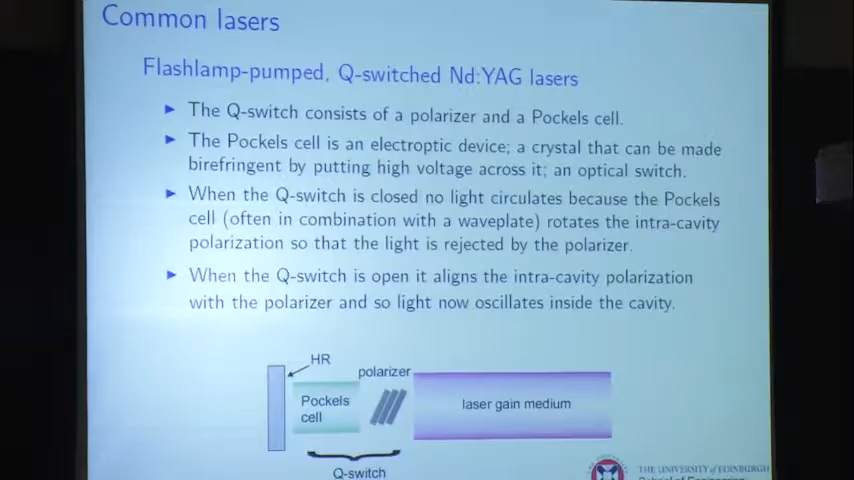 Common lasers
Flashlamp-pumped, Q-switched Nd:YAG lasers
The Q-switch consists of a polarizer and a Pockels cell.
The Pockels cell is an electroptic device; a crystal that can be made
birefringent by putting high voltage across it; an optical switch.
When the Q-switch is closed no light circulates because the Pockels
cell (often in combination with a waveplate) rotates the intra-cavity
polarization so that the light is rejected by the polarizer.
When the Q-switch is open it aligns the intra-cavity polarization
with the polarizer and so light now oscillates inside the cavity.
HR
polarizer
Pockels
cell
laser gain medium
Q-switch
THE UNIVERSITY of EDINBURGH
School of Engineering